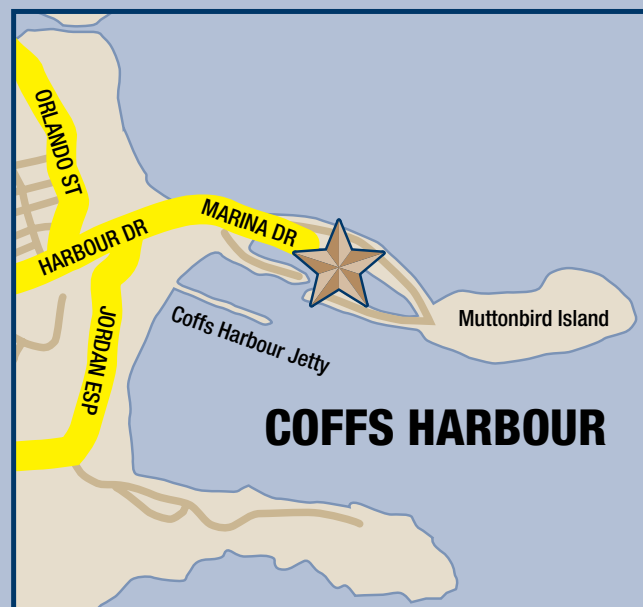 ORLANDO ST
MARINA DR
HARBOUR DR
JORDAN ESP
Coffs Harbour Jetty
Muttonbird Island
COFFS HARBOUR